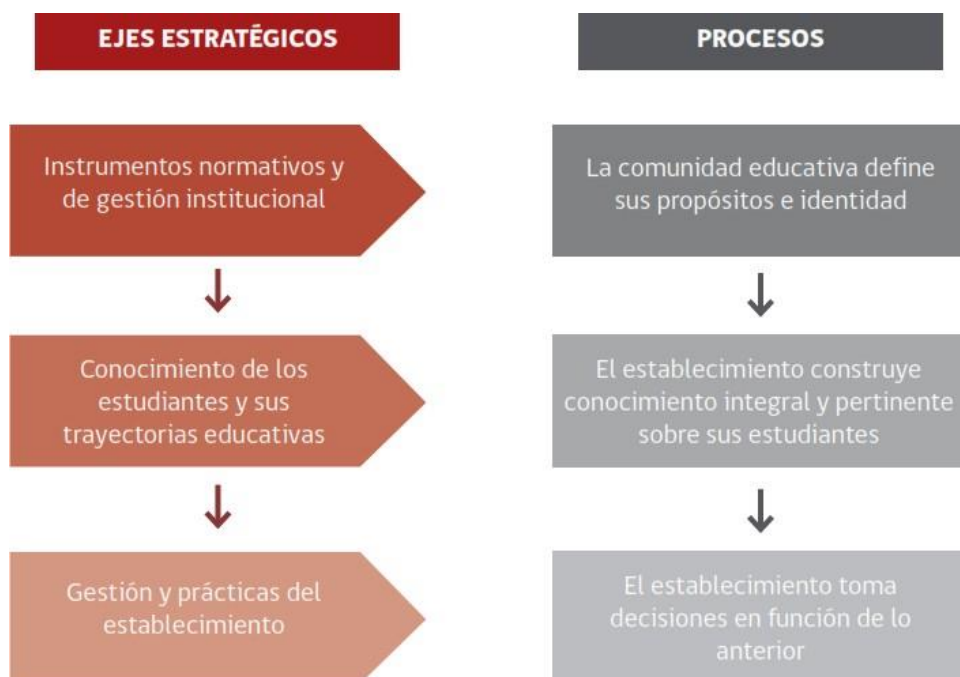 EJES ESTRATÉGICOS
PROCESOS
Instrumentos normativos y
de gestión institucional
La comunidad educativa define
sus propósitos e identidad
Conocimiento de los
estudiantes y sus
trayectorias educativas
El establecimiento construye
conocimiento integral y pertinente
sobre sus estudiantes
Gestión y prácticas del
establecimiento
El establecimiento toma
decisiones en función de lo
anterior